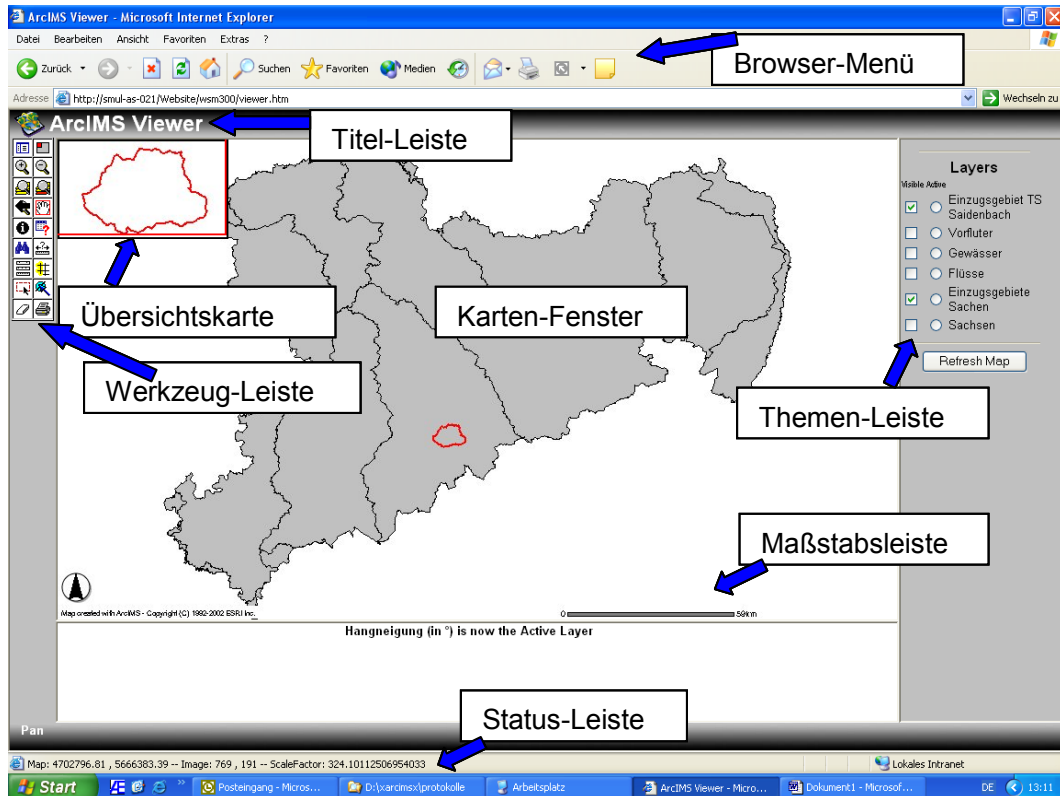 ArcIMS Viewer - Microsoft Internet Explorer
Datei Bearbeiten Ansicht Favoriten Extras ?
Zurück Suchen Favoriten Medien
Browser-Menü
Adresse http://smul-as-021/Website/wsm300/viewer.htm Wechseln zu
ArcIMS Viewer
Titel-Leiste
Layers
Visible Active
Einzugsgebiet TS
Saidenbach
Vorfluter
Gewässer
Flüsse
Einzugsgebiete
Sachen
Sachsen
Refresh Map
Übersichtskarte
Karten-Fenster
Werkzeug-Leiste
Themen-Leiste
Maßstabsleiste
Map created with ArcIMS - Copyright (C) 1992-2002 ESRI Inc.
0 59km
Hangneigung (in °) is now the Active Layer
Status-Leiste
Pan
Map: 4702796.81 , 5666383.39 -- Image: 769 , 191 -- ScaleFactor: 324.10112506954033
Lokales Intranet
Start Posteingang - Micros... D:\xarcimsx\protokolle Arbeitsplatz ArcIMS Viewer - Micro... Dokument1 - Microsof... DE 13:11